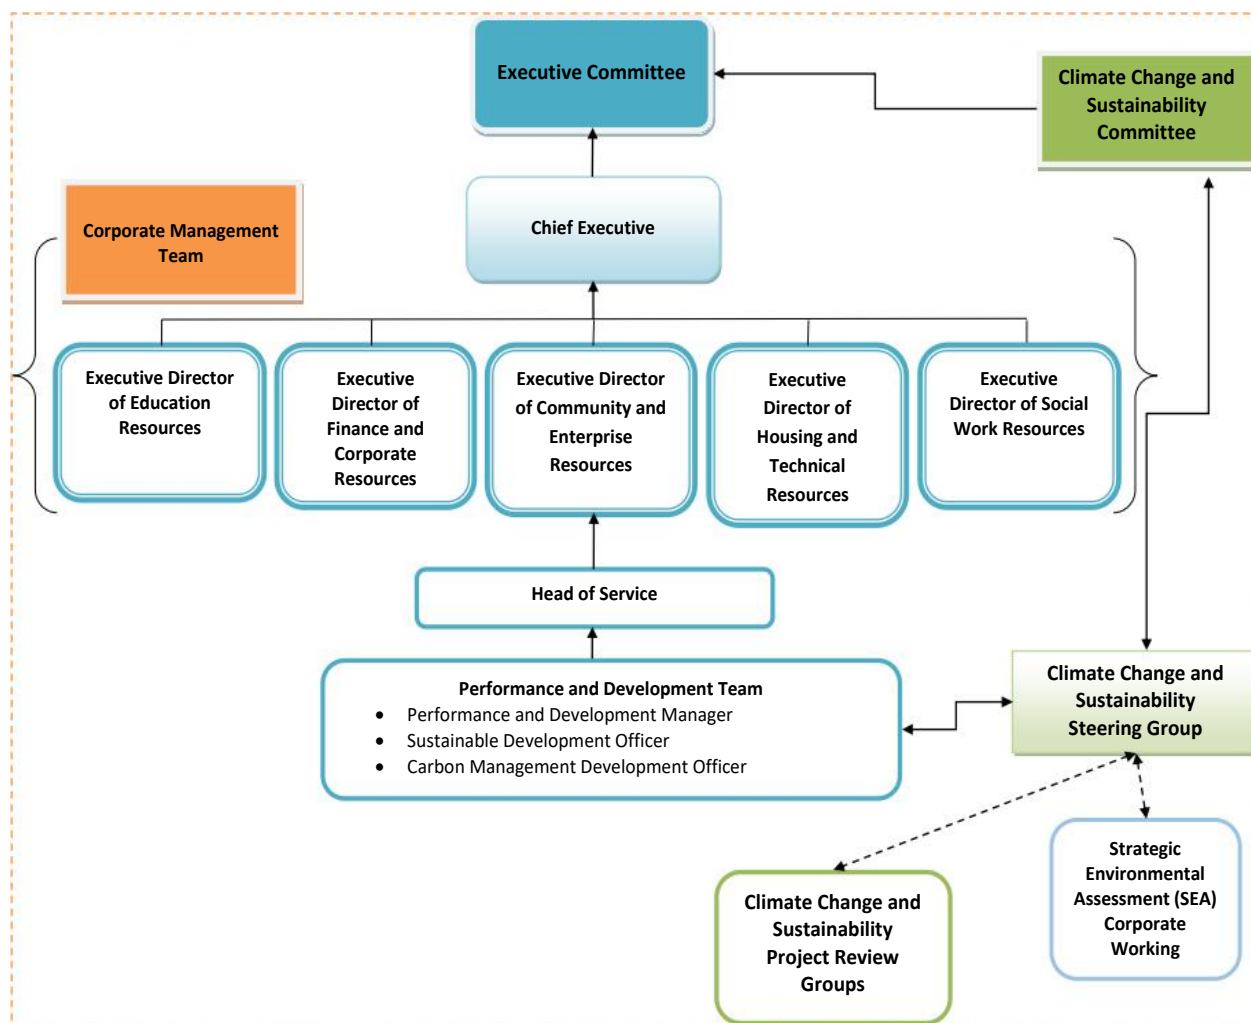 Executive Committee
Climate Change and
Sustainability
Committee
Corporate Management
Team
Chief Executive
Executive Director
of Education
Resources
Executive
Director of
Finance and
Corporate
Resources
Executive Director
of Community and
Enterprise
Resources
Executive
Director of
Housing and
Technical
Resources
Executive
Director of Social
Work Resources
Head of Service
Performance and Development Team
• Performance and Development Manager
• Sustainable Development Officer
• Carbon Management Development Officer
Climate Change and
Sustainability
Steering Group
Climate Change and
Sustainability
Project Review
Groups
Strategic
Environmental
Assessment (SEA)
Corporate
Working